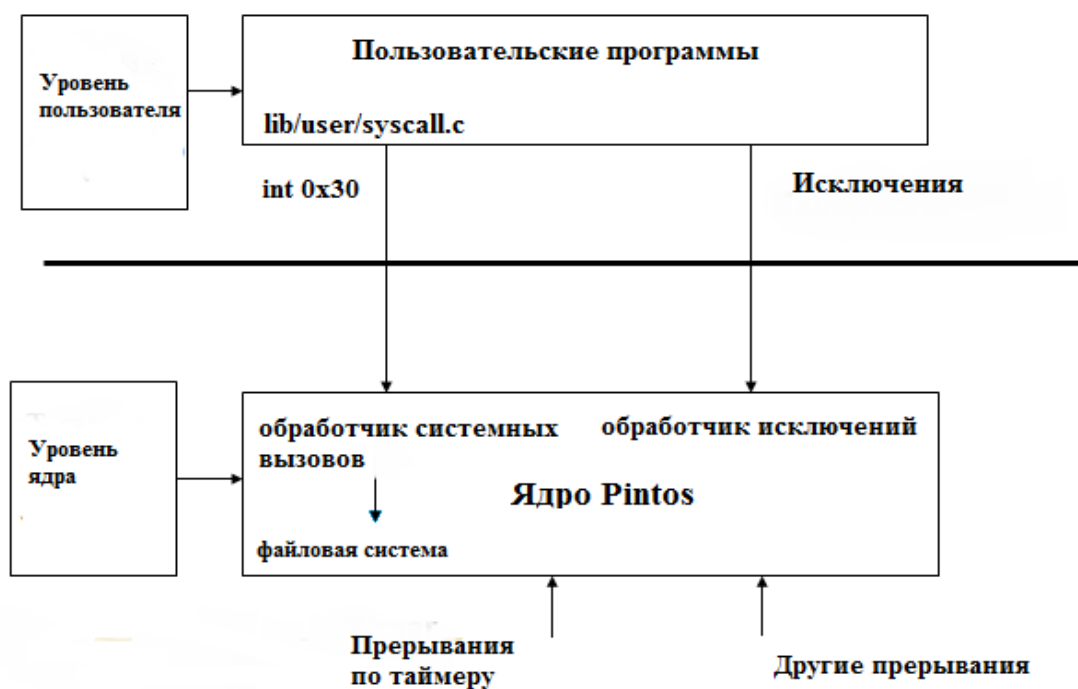 Пользовательские программы
Уровень
пользователя
lib/user/syscall.c
int 0x30
Исключения
обработчик системных
вызовов
обработчик исключений
Уровень
ядра
Ядро Pintos
файловая система
Прерывания
по таймеру
Другие прерывания